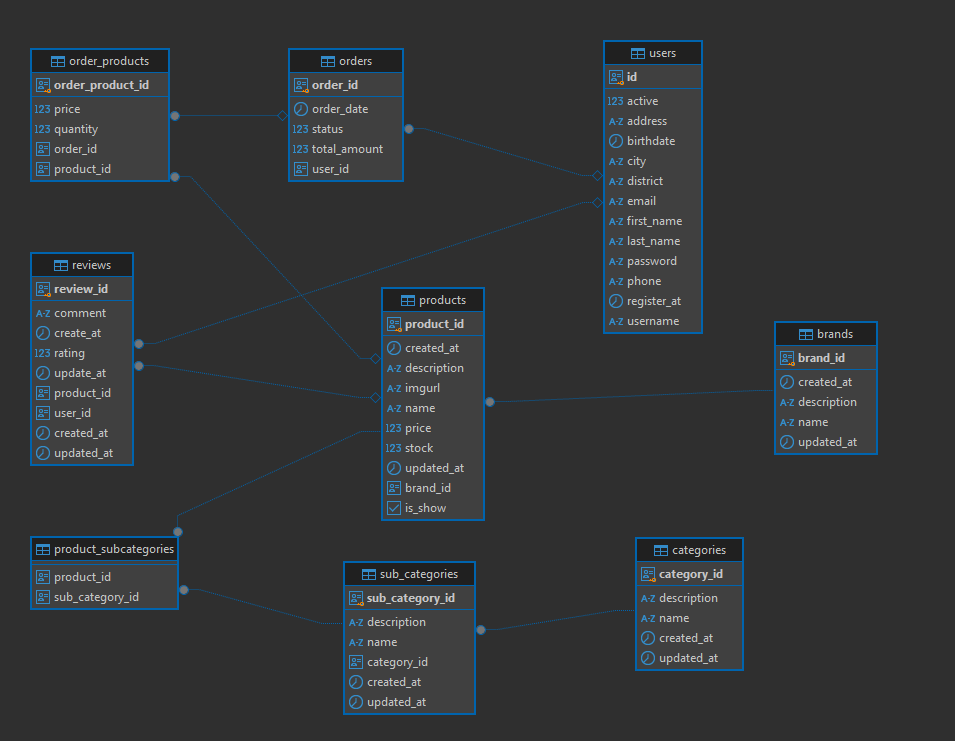 order_products
order_product_id
123 price
123 quantity
order_id
product_id
orders
order_id
order_date
123 status
123 total_amount
user_id
users
id
123 active
A-Z address
birthdate
A-Z city
A-Z district
A-Z email
A-Z first_name
A-Z last_name
A-Z password
A-Z phone
register_at
A-Z username
reviews
review_id
A-Z comment
create_at
123 rating
update_at
product_id
user_id
created_at
updated_at
products
product_id
created_at
A-Z description
A-Z imgurl
A-Z name
123 price
123 stock
updated_at
brand_id
is_show
brands
brand_id
created_at
A-Z description
A-Z name
updated_at
product_subcategories
product_id
sub_category_id
sub_categories
sub_category_id
A-Z description
A-Z name
category_id
created_at
updated_at
categories
category_id
A-Z description
A-Z name
created_at
updated_at